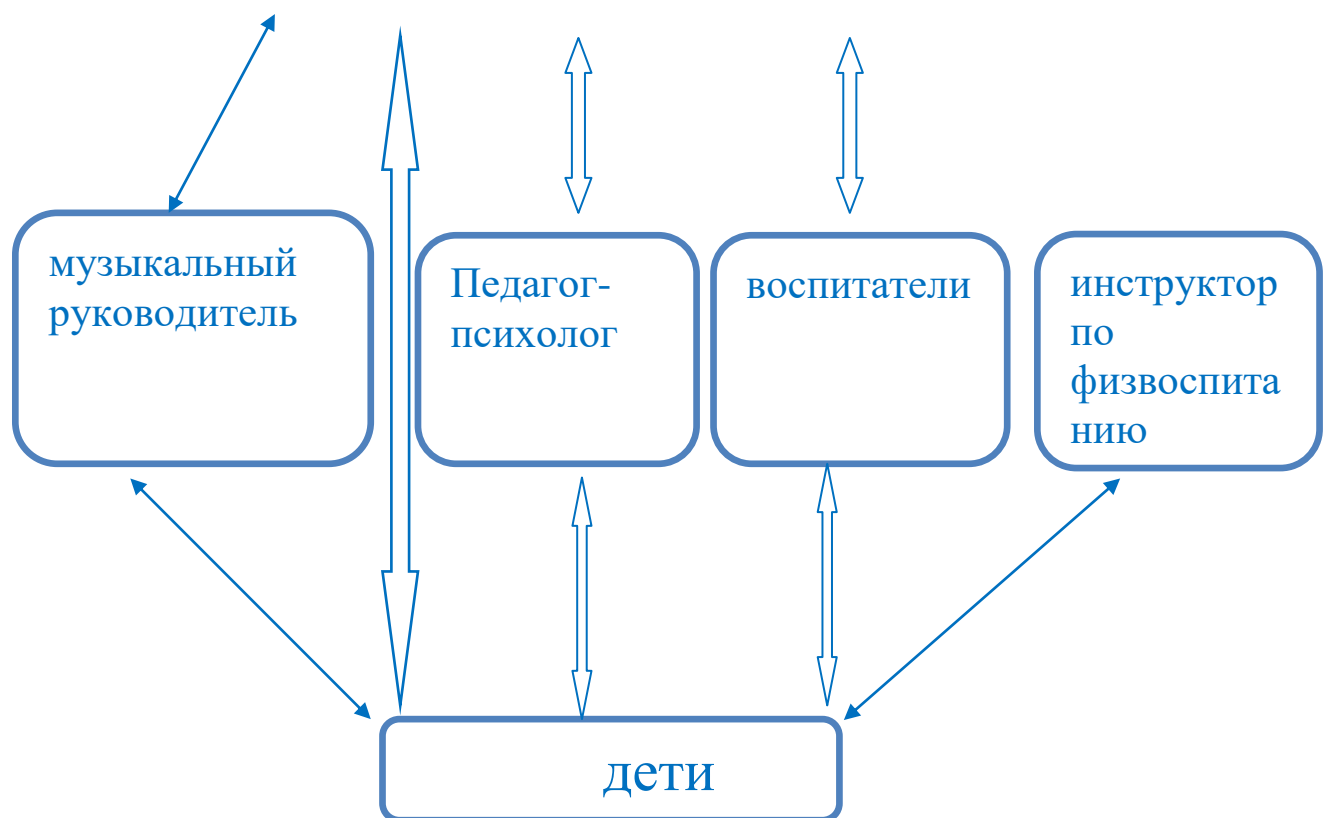 музыкальный
руководитель
Педагог-
психолог
воспитатели
инструктор
по
физвоспита
нию
дети